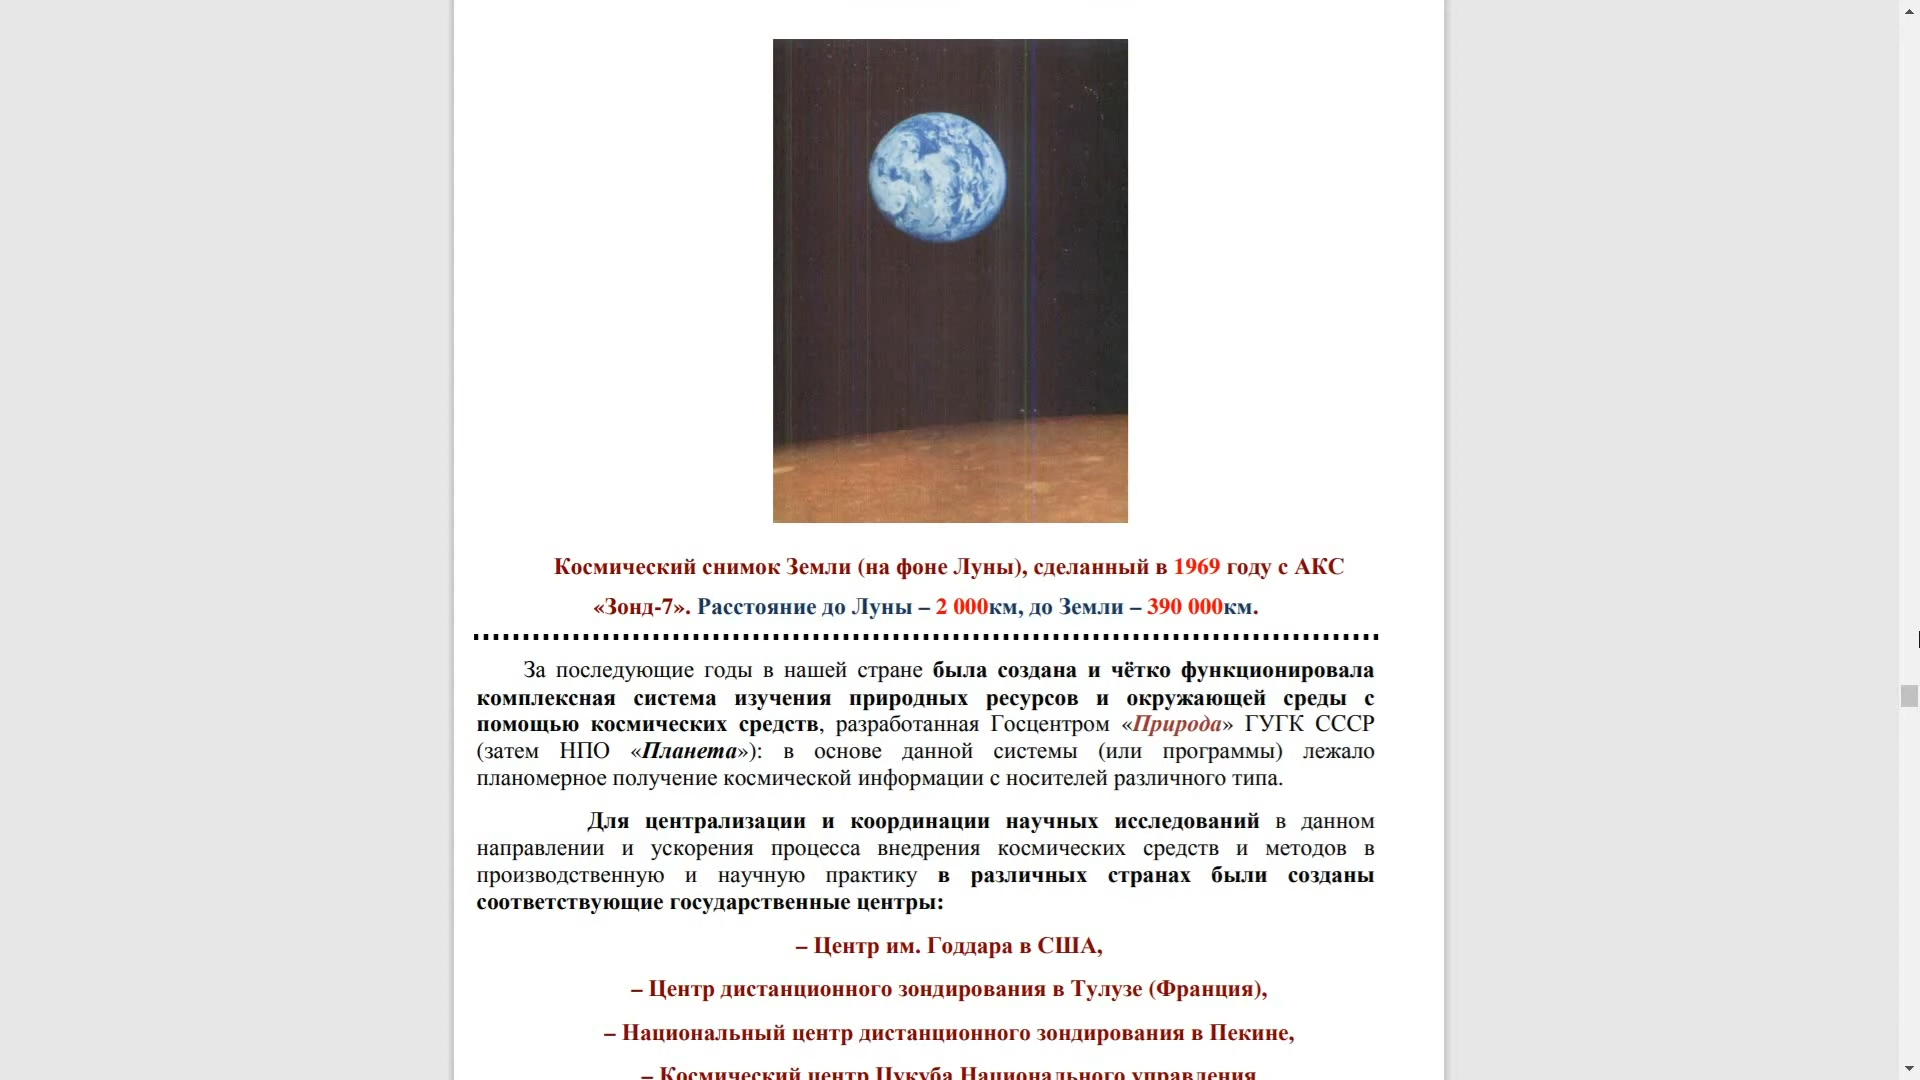 Космический снимок Земли (на фоне Луны), сделанный в 1969 году с АКС
«Зонд-7». Расстояние до Луны – 2 000км, до Земли – 390 000км.
За последующие годы в нашей стране была создана и чётко функционировала
комплексная система изучения природных ресурсов и окружающей среды с
помощью космических средств, разработанная Госцентром «Природа» ГУГК СССР
(затем НПО «Планета»): в основе данной системы (или программы) лежало
планомерное получение космической информации с носителей различного типа.
Для централизации и координации научных исследований в данном
направлении и ускорения процесса внедрения космических средств и методов в
производственную и научную практику в различных странах были созданы
соответствующие государственные центры:
– Центр им. Годдара в США,
– Центр дистанционного зондирования в Тулузе (Франция),
– Национальный центр дистанционного зондирования в Пекине,
– Космический центр Цукуба Национального управления